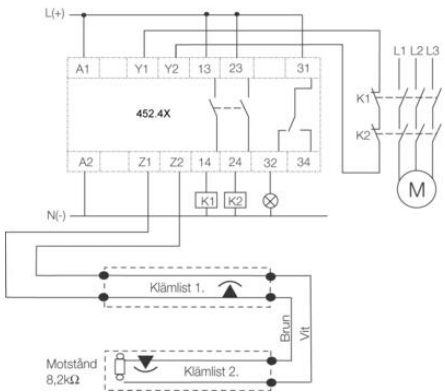 L(+)
A1 Y1 Y2 13 23 31
L1 L2 L3
452.4X
K1
K2
A2 Z1 Z2 14 24 32 34
K1 K2
M
N(-)
Klämlist 1.
Brun
Vit
Motstånd
8,2kΩ
Klämlist 2.